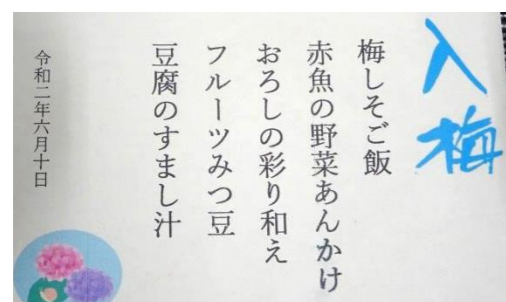 入梅
梅しそご飯
赤魚の野菜あんかけ
おろしの彩り和え
フルーツみつ豆
豆腐のすまし汁
令和二年六月十日